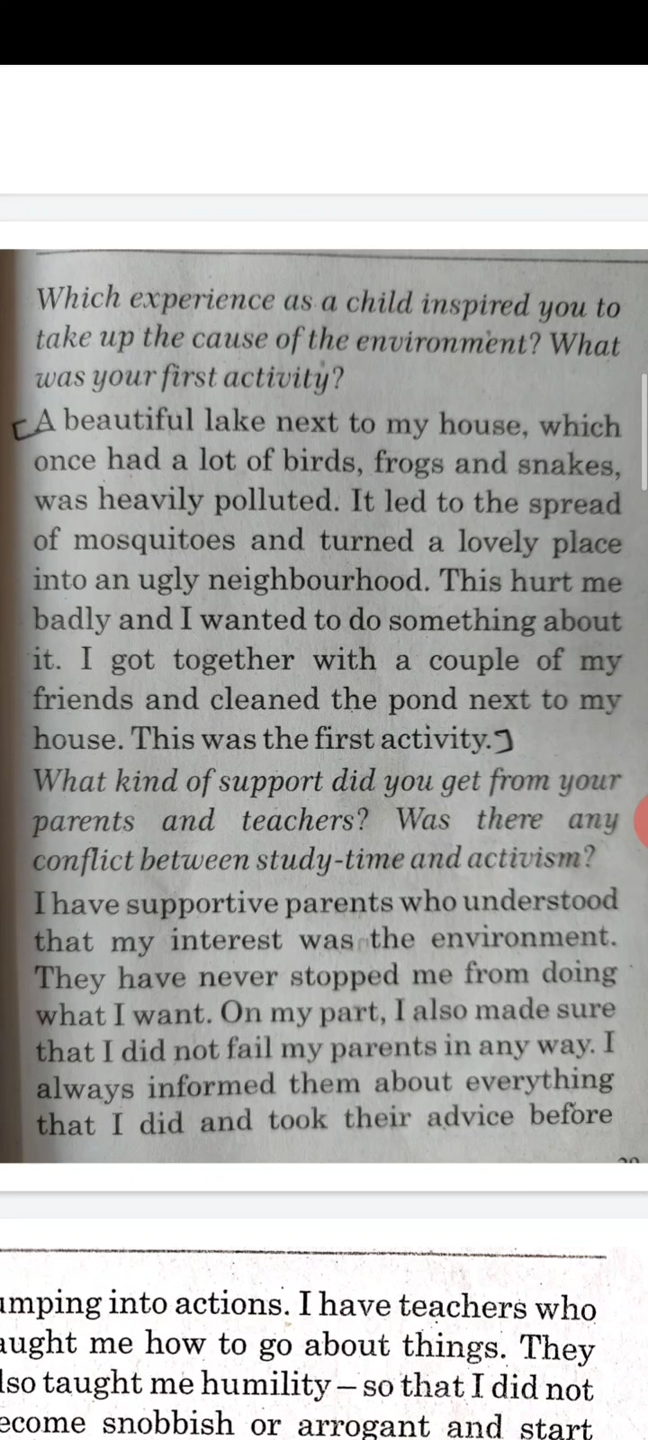 Which experience as a child inspired you to
take up the cause of the environment? What
was your first activity?
A beautiful lake next to my house, which
once had a lot of birds, frogs and snakes,
was heavily polluted. It led to the spread
of mosquitoes and turned a lovely place
into an ugly neighbourhood. This hurt me
badly and I wanted to do something about
it. I got together with a couple of my
friends and cleaned the pond next to my
house. This was the first activity.
What kind of support did you get from your
parents and teachers? Was there any
conflict between study-time and activism?
I have supportive parents who understood
that my interest was the environment.
They have never stopped me from doing
what I want. On my part, I also made sure
that I did not fail my parents in any way. I
always informed them about everything
that I did and took their advice before
umping into actions. I have teachers who
aught me how to go about things. They
lso taught me humility – so that I did not
ecome snobbish or arrogant and start